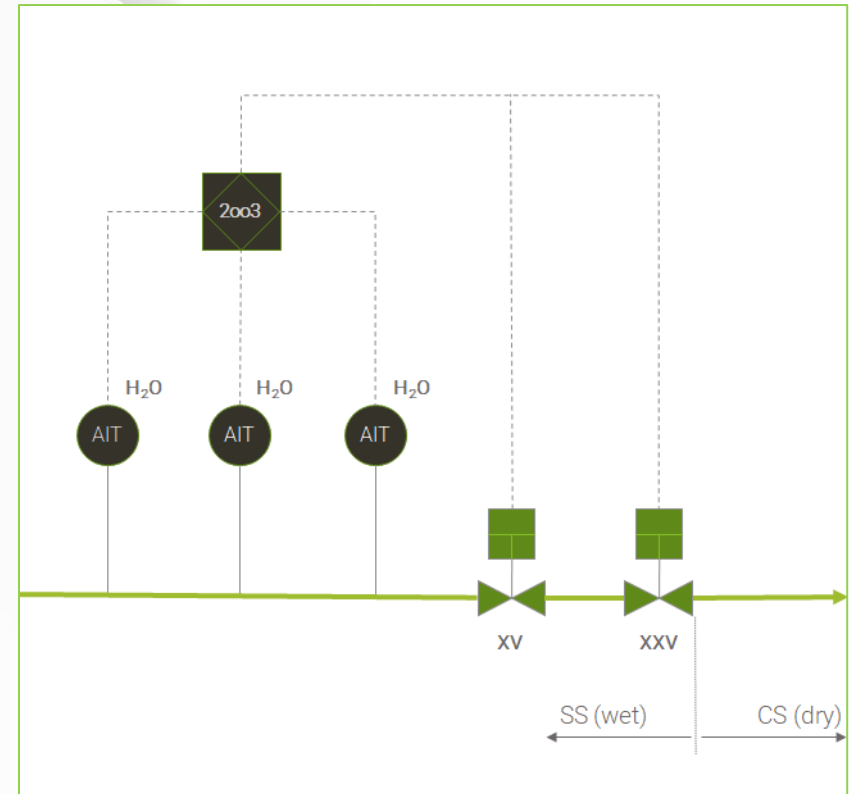 2oo3
H₂O H₂O H₂O
AIT AIT AIT
XV XXV
SS (wet) CS (dry)